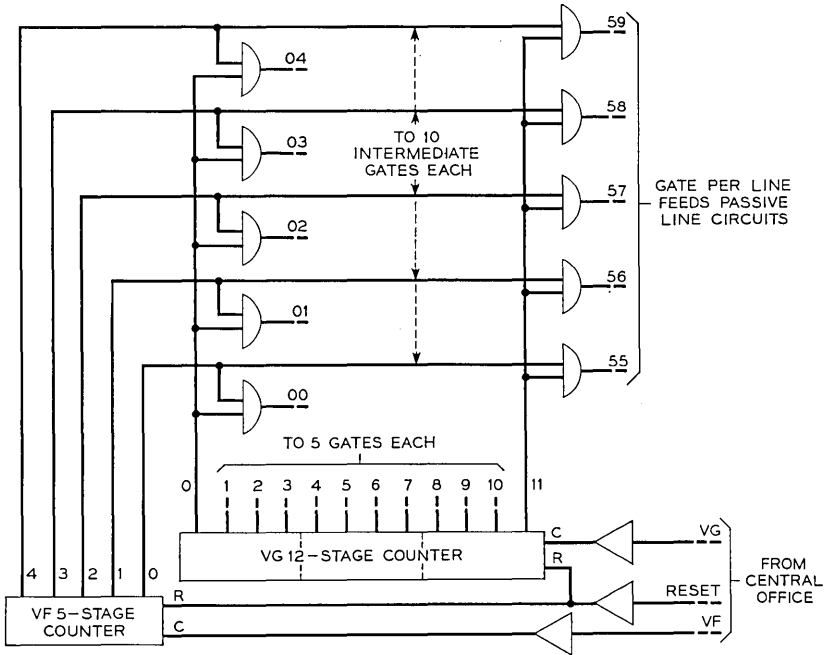 59
04
58
03
TO 10
INTERMEDIATE
GATES EACH
57
GATE PER LINE
FEEDS PASSIVE
LINE CIRCUITS
02
56
01
55
00
TO 5 GATES EACH
0 1 2 3 4 5 6 7 8 9 10 11
VG 12-STAGE COUNTER
C
VG
R
FROM
CENTRAL
OFFICE
4 3 2 1 0
R
RESET
VF 5-STAGE
COUNTER
C
VF